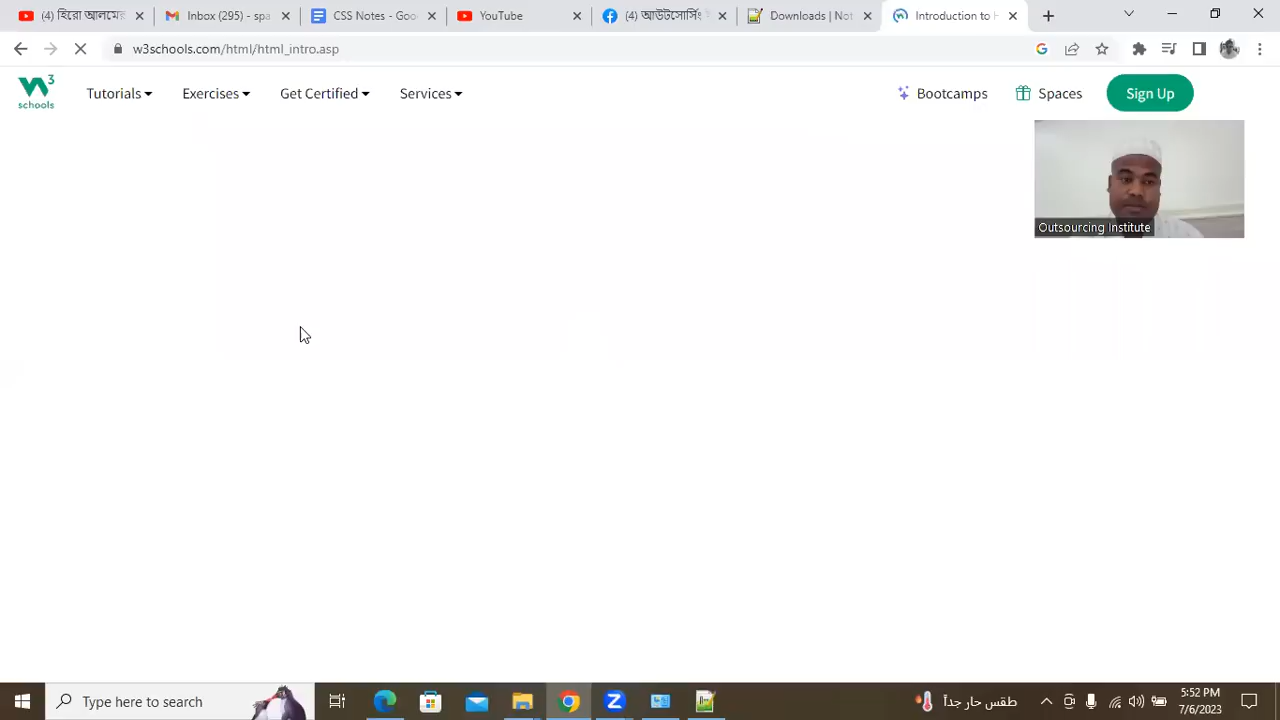 (4) হিরো আলমের
Inbox (295) - spa
CSS Notes - Goo
YouTube
(4) আউটসোর্সিং
Downloads | Not
Introduction to H
w3schools.com/html/html_intro.asp
3
schools
Tutorials
Exercises
Get Certified
Services
Bootcamps
Spaces
Sign Up
Outsourcing Institute
Type here to search
طقس حار جداً
5:52 PM
7/6/2023